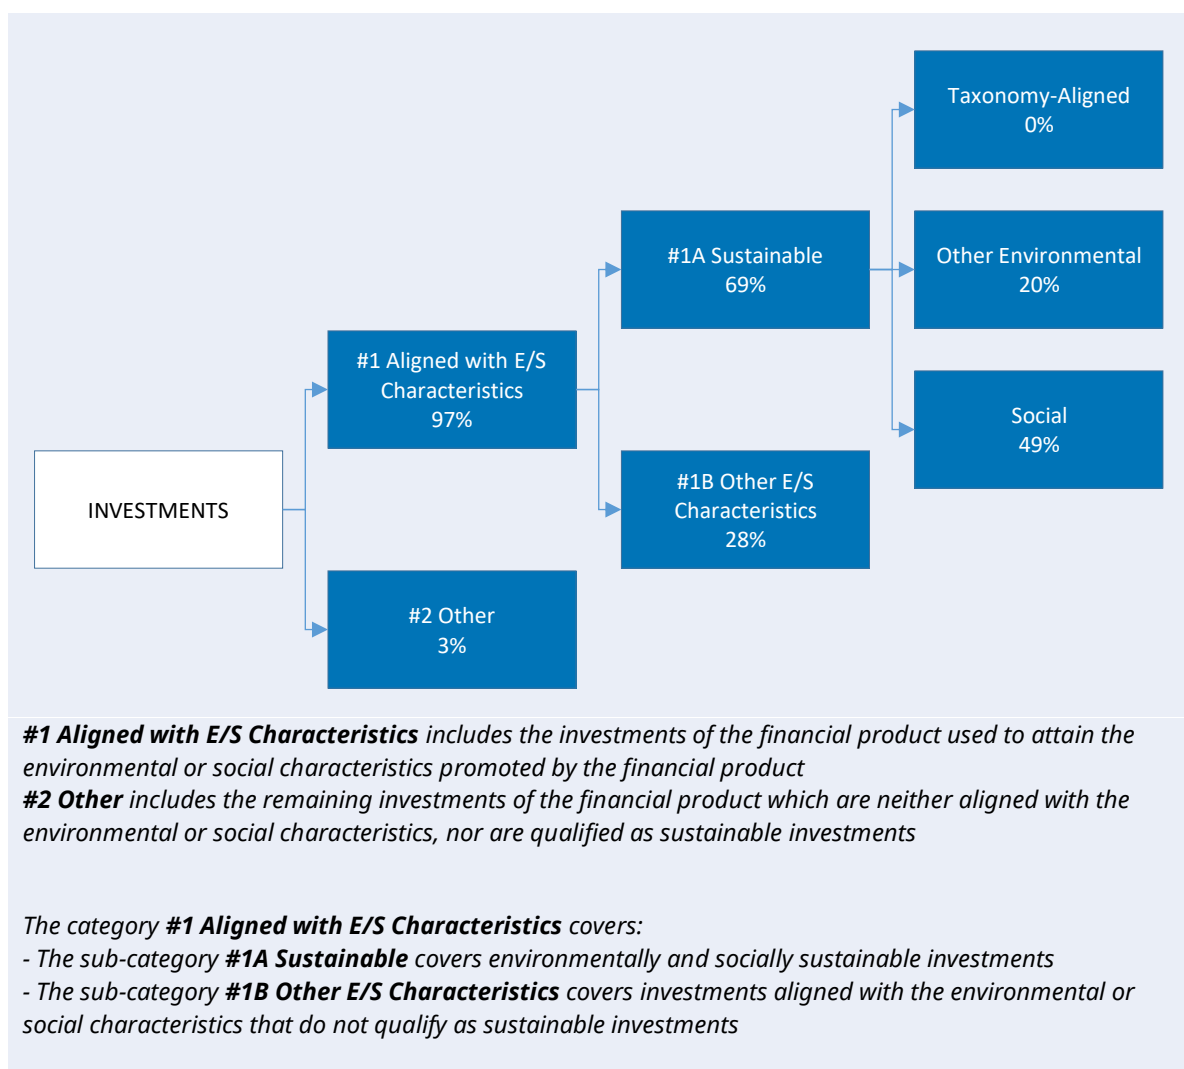 Taxonomy-Aligned
0%
#1A Sustainable
69%
Other Environmental
20%
#1 Aligned with E/S
Characteristics
97%
Social
49%
INVESTMENTS
#1B Other E/S
Characteristics
28%
#2 Other
3%
#1 Aligned with E/S Characteristics includes the investments of the financial product used to attain the
environmental or social characteristics promoted by the financial product
#2 Other includes the remaining investments of the financial product which are neither aligned with the
environmental or social characteristics, nor are qualified as sustainable investments
The category #1 Aligned with E/S Characteristics covers:
- The sub-category #1A Sustainable covers environmentally and socially sustainable investments
- The sub-category #1B Other E/S Characteristics covers investments aligned with the environmental or
social characteristics that do not qualify as sustainable investments